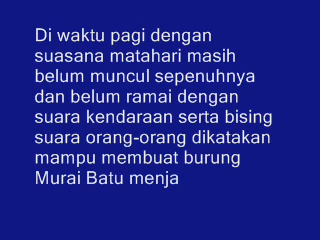 Di waktu pagi dengan
suasana matahari masih
belum muncul sepenuhnya
dan belum ramai dengan
suara kendaraan serta bising
suara orang-orang dikatakan
mampu membuat burung
Murai Batu menja